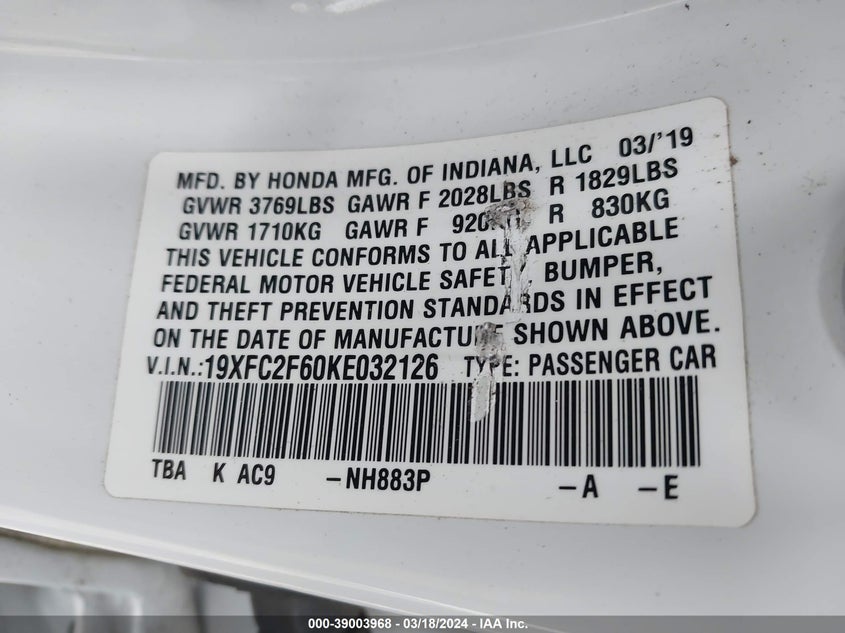 MFD. BY HONDA MFG. OF INDIANA, LLC 03/'19
GVWR 3769LBS GAWR F 2028LBS R 1829LBS
GVWR 1710KG GAWR F R 830KG
THIS VEHICLE CONFORMS TO ALL APPLICABLE
FEDERAL MOTOR VEHICLE SAFETY, BUMPER,
AND THEFT PREVENTION STANDARDS IN EFFECT
ON THE DATE OF MANUFACTURE SHOWN ABOVE.
V.I.N.:19XFC2F60KE032126 TYPE: PASSENGER CAR
TBA K AC9 -NH883P -A -E
000-39003968 - 03/18/2024 - IAA Inc.